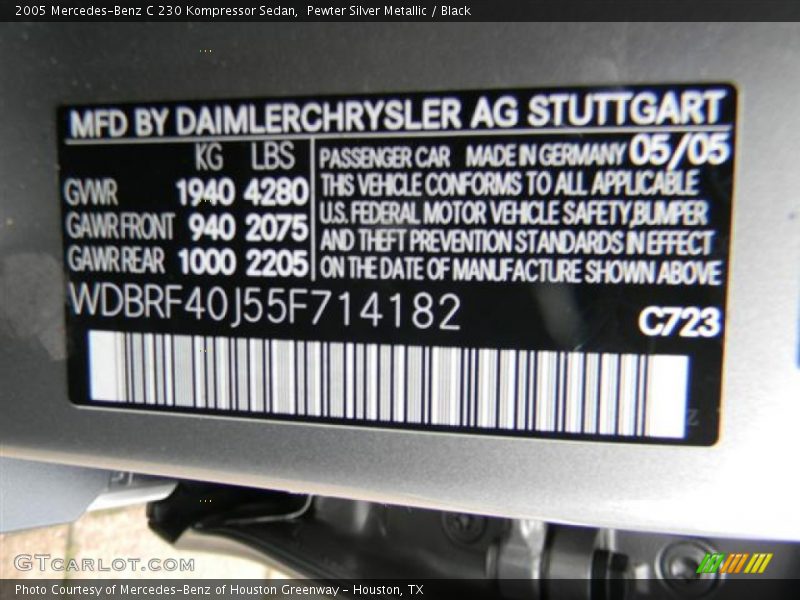 2005 Mercedes-Benz C 230 Kompressor Sedan,  Pewter Silver Metallic / Black
MFD BY DAIMLERCHRYSLER AG STUTTGART
KG LBS
GVWR 1940 4280
GAWR FRONT 940 2075
GAWR REAR 1000 2205
PASSENGER CAR MADE IN GERMANY 05/05
THIS VEHICLE CONFORMS TO ALL APPLICABLE
U.S. FEDERAL MOTOR VEHICLE SAFETY,BUMPER
AND THEFT PREVENTION STANDARDS IN EFFECT
ON THE DATE OF MANUFACTURE SHOWN ABOVE
WDBRF40J55F714182
C723
Z
GTCARLOT.COM
Photo Courtesy of Mercedes-Benz of Houston Greenway - Houston, TX